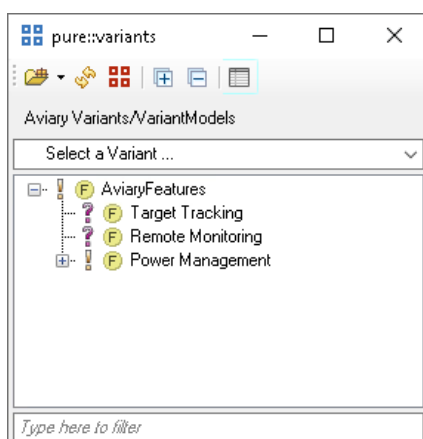 pure::variants
Aviary Variants/VariantModels
Select a Variant ...
AviaryFeatures
Target Tracking
Remote Monitoring
Power Management
Type here to filter